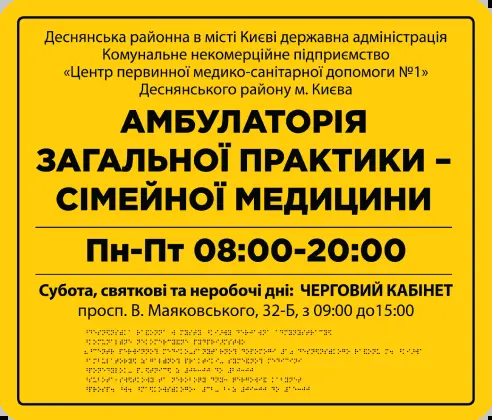 Деснянська районна в місті Києві державна адміністрація
Комунальне некомерційне підприємство
«Центр первинної медико-санітарної допомоги №1»
Деснянського району м. Києва
АМБУЛАТОРІЯ
ЗАГАЛЬНОЇ ПРАКТИКИ –
СІМЕЙНОЇ МЕДИЦИНИ
Пн-Пт 08:00-20:00
Субота, святкові та неробочі дні: ЧЕРГОВИЙ КАБІНЕТ
просп. В. Маяковського, 32-Б, з 09:00 до15:00